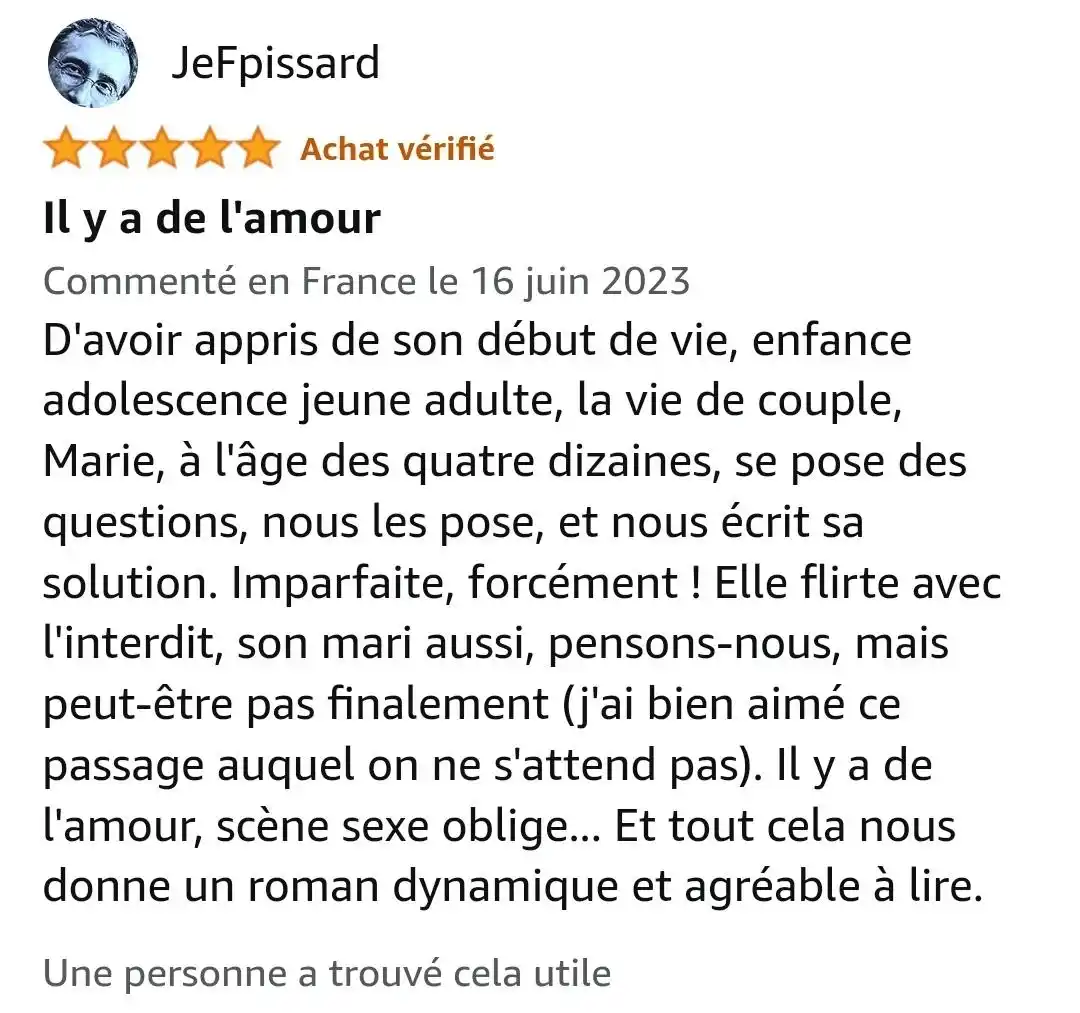 JeFpissard
Achat vérifié
Il y a de l'amour
Commenté en France le 16 juin 2023
D'avoir appris de son début de vie, enfance
adolescence jeune adulte, la vie de couple,
Marie, à l'âge des quatre dizaines, se pose des
questions, nous les pose, et nous écrit sa
solution. Imparfaite, forcément ! Elle flirte avec
l'interdit, son mari aussi, pensons-nous, mais
peut-être pas finalement (j'ai bien aimé ce
passage auquel on ne s'attend pas). Il y a de
l'amour, scène sexe oblige... Et tout cela nous
donne un roman dynamique et agréable à lire.
Une personne a trouvé cela utile